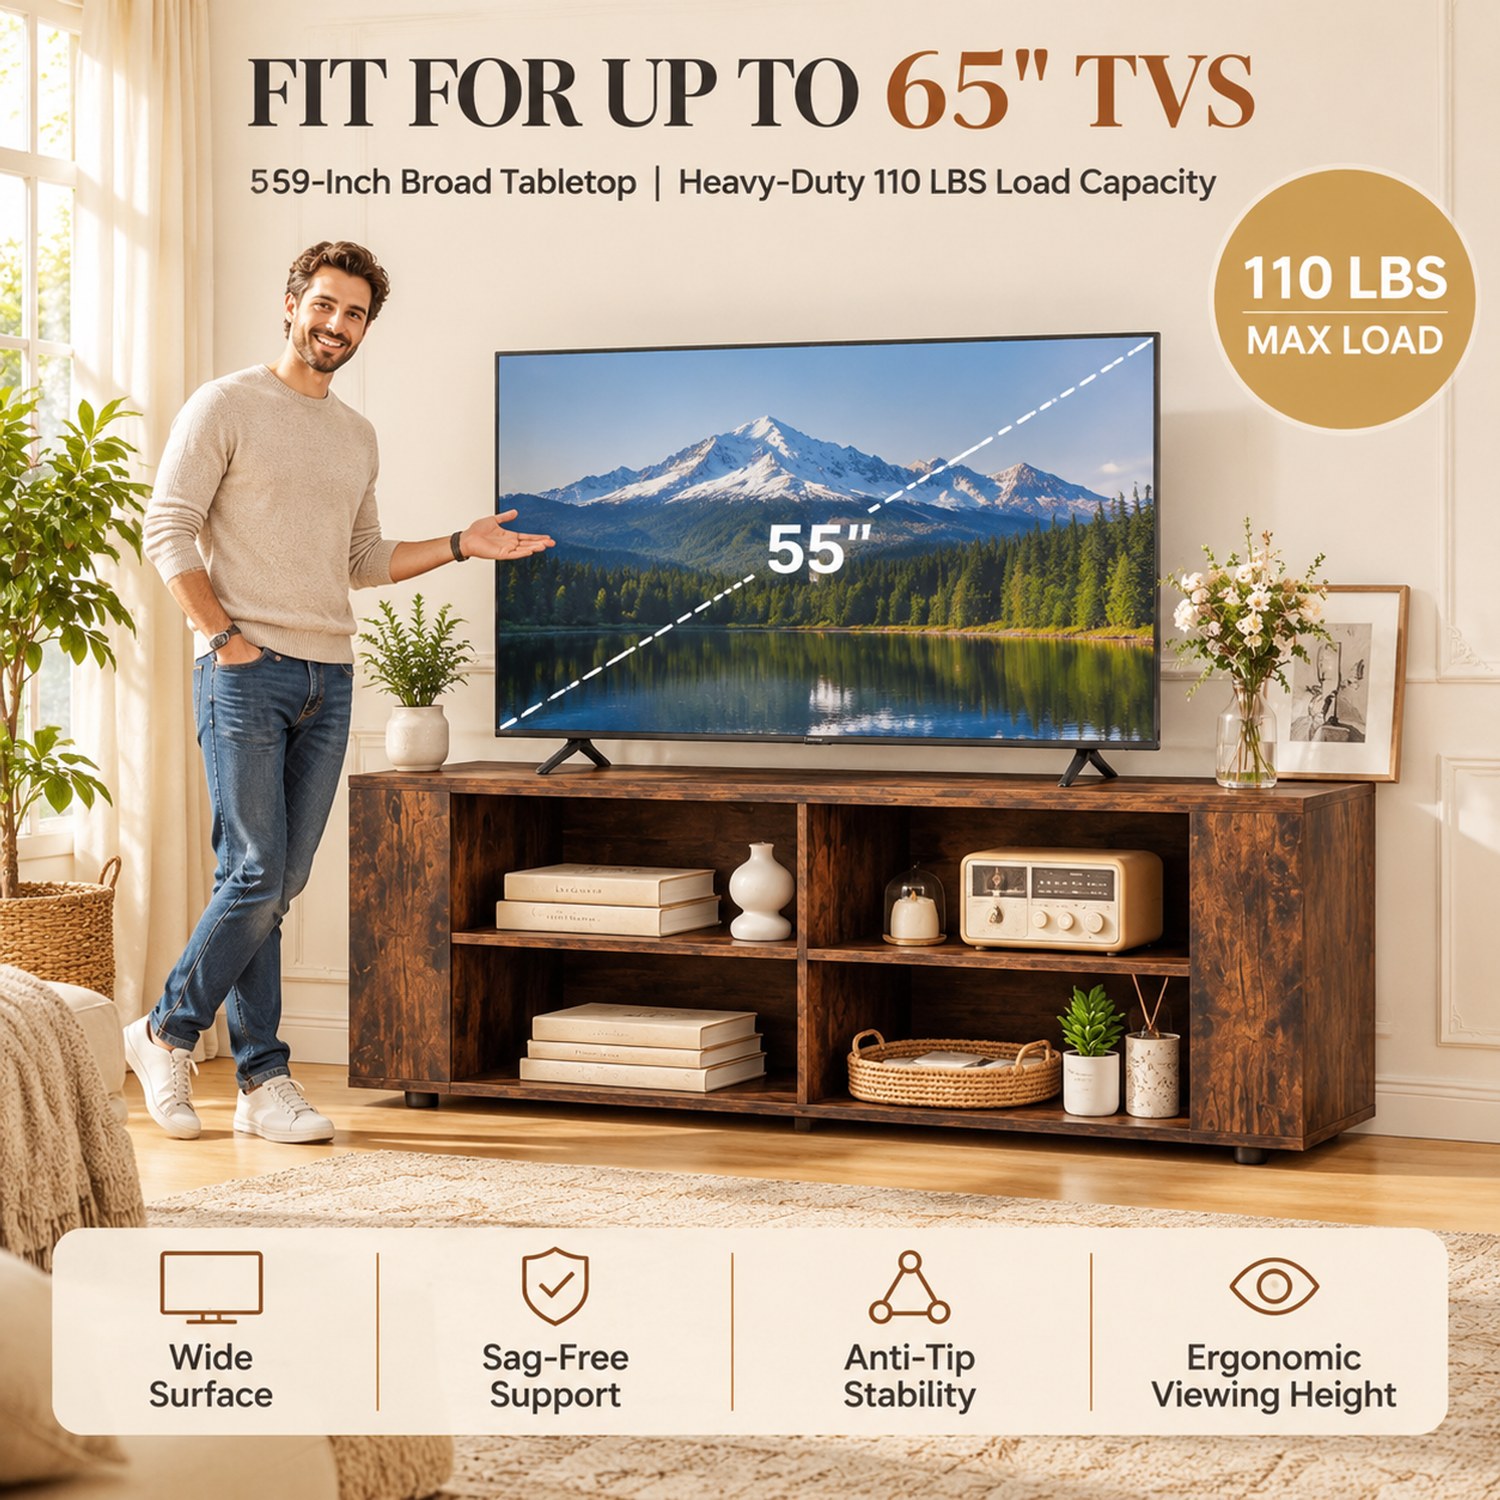 FIT FOR UP TO 65" TVS
559-Inch Broad Tabletop | Heavy-Duty 110 LBS Load Capacity
110 LBS
MAX LOAD
55"
Wide
Surface
Sag-Free
Support
Anti-Tip
Stability
Ergonomic
Viewing Height